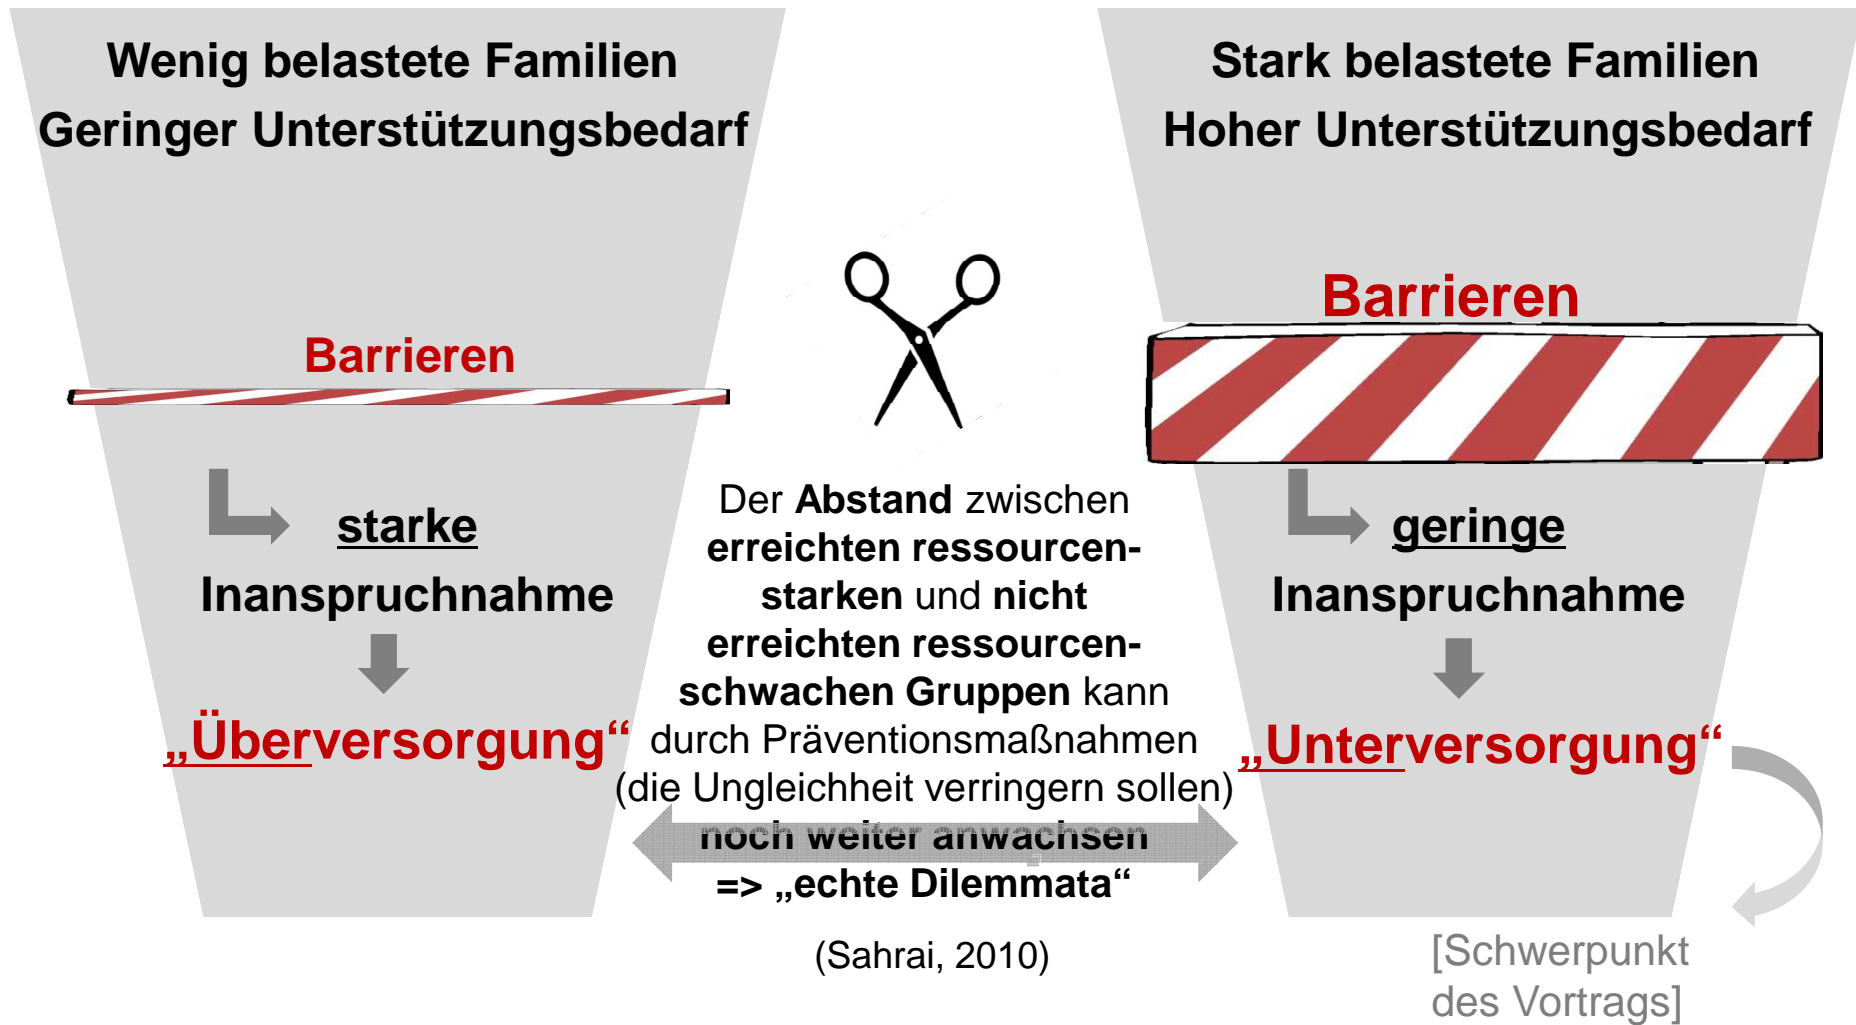 Wenig belastete Familien
Geringer Unterstützungsbedarf
Barrieren
starke
Inanspruchnahme
„Überversorgung“
Der Abstand zwischen
erreichten ressourcen-
starken und nicht
erreichten ressourcen-
schwachen Gruppen kann
durch Präventionsmaßnahmen
(die Ungleichheit verringern sollen)
noch weiter anwachsen
=> „echte Dilemmata“
(Sahrai, 2010)
Stark belastete Familien
Hoher Unterstützungsbedarf
Barrieren
geringe
Inanspruchnahme
„Unterversorgung“
[Schwerpunkt
des Vortrags]